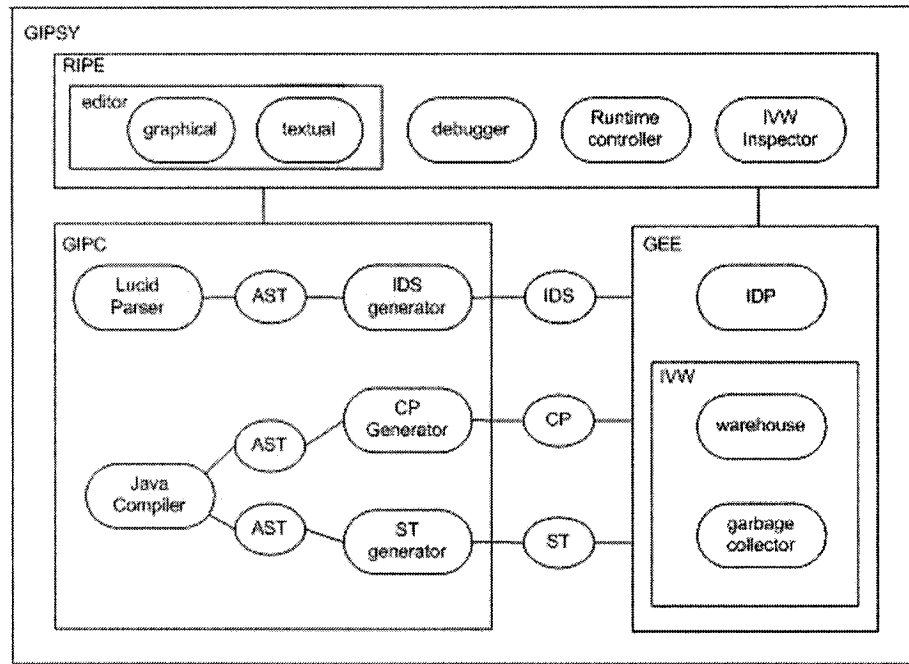 GIPSY
RIPE
editor
graphical
textual
debugger
Runtime
controller
IVW
Inspector
GIPC
GEE
Lucid
Parser
AST
IDS
generator
IDS
IDP
IVW
CP
Generator
CP
warehouse
AST
Java
Compiler
AST
ST
generator
ST
garbage
collector